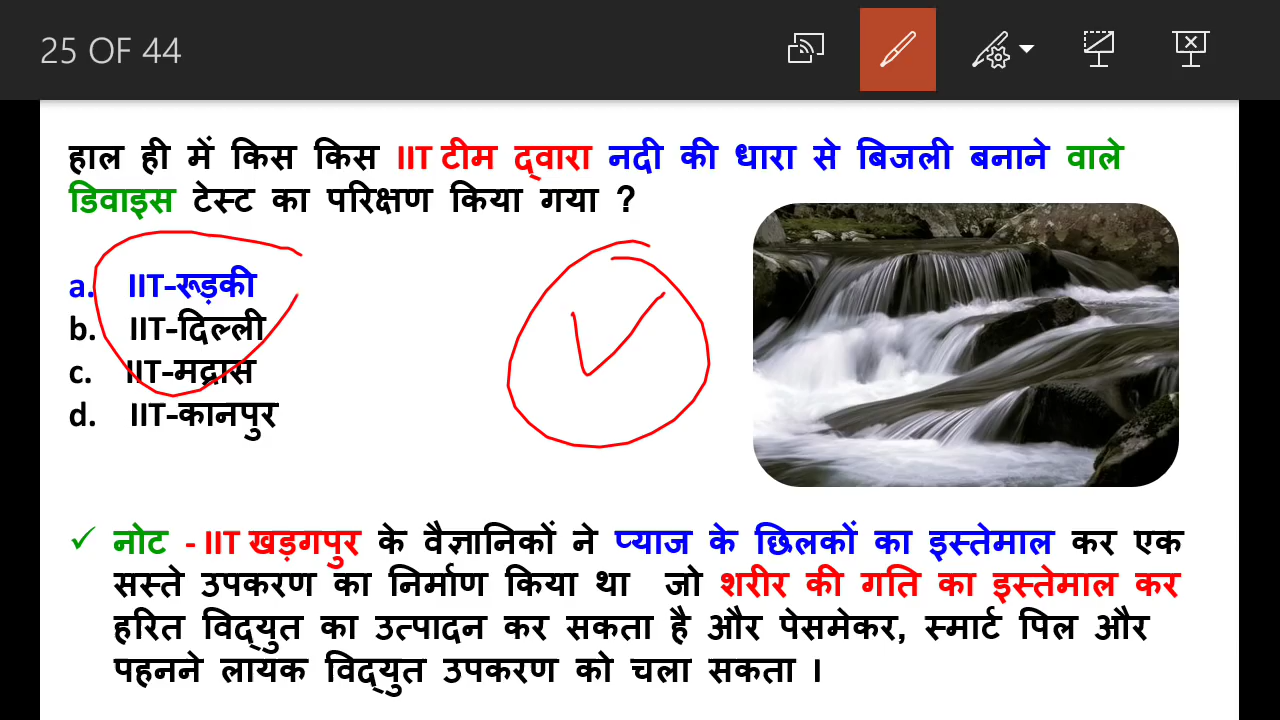 25 OF 44
हाल ही में किस किस IIT टीम द्वारा नदी की धारा से बिजली बनाने वाले
डिवाइस टेस्ट का परिक्षण किया गया ?
a. IIT-रूड़की
b. IIT-दिल्ली
c. IIT-मद्रास
d. IIT-कानपुर
✓ नोट - IIT खड़गपुर के वैज्ञानिकों ने प्याज के छिलकों का इस्तेमाल कर एक
सस्ते उपकरण का निर्माण किया था जो शरीर की गति का इस्तेमाल कर
हरित विद्युत का उत्पादन कर सकता है और पेसमेकर, स्मार्ट पिल और
पहनने लायक विद्युत उपकरण को चला सकता ।